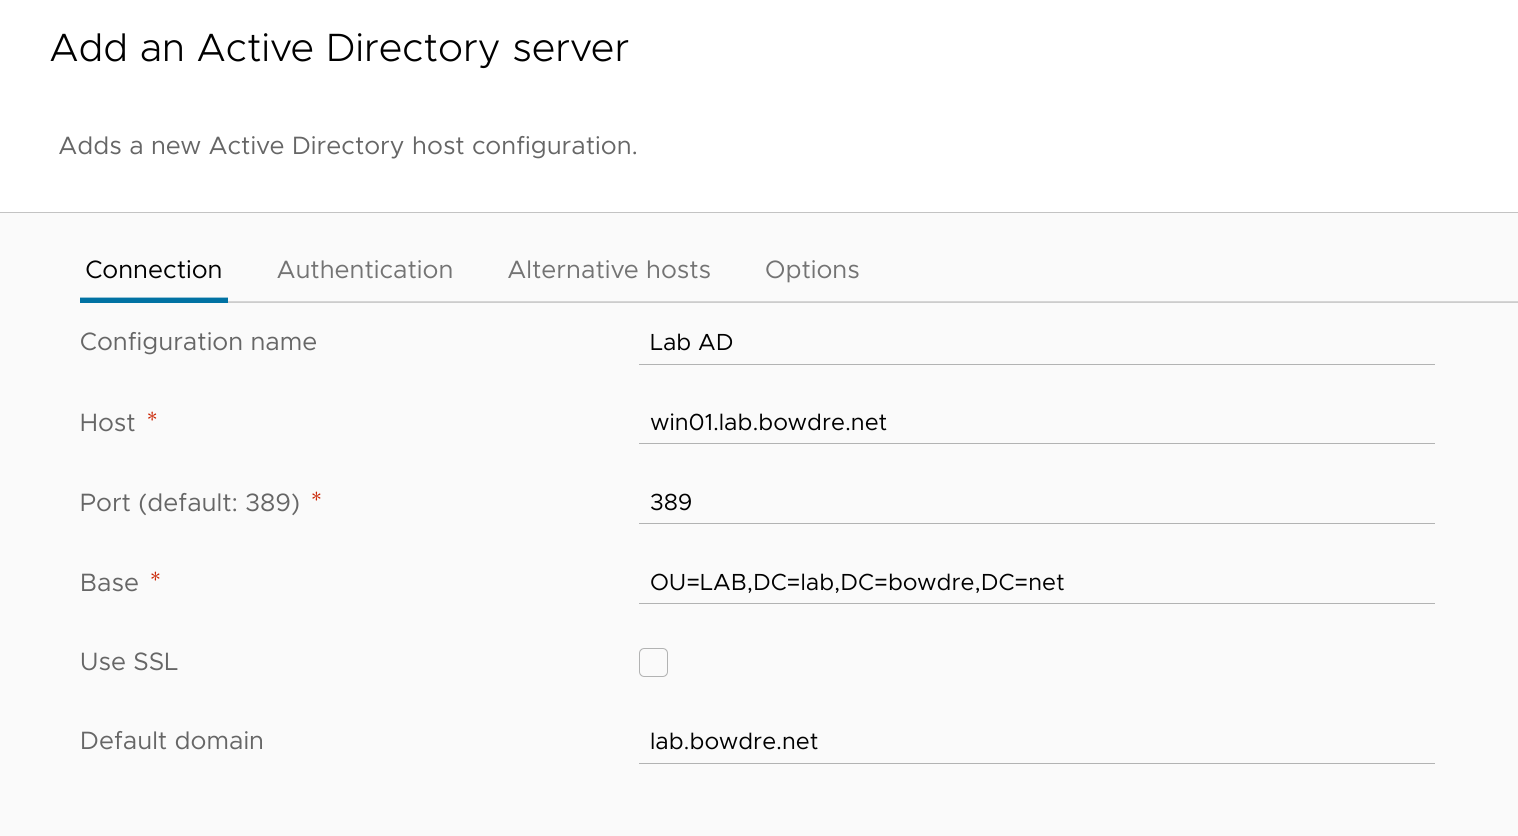 Add an Active Directory server
Adds a new Active Directory host configuration.
Connection Authentication Alternative hosts Options
Configuration name Lab AD
Host * win01.lab.bowdre.net
Port (default: 389) * 389
Base * OU=LAB,DC=lab,DC=bowdre,DC=net
Use SSL
Default domain lab.bowdre.net